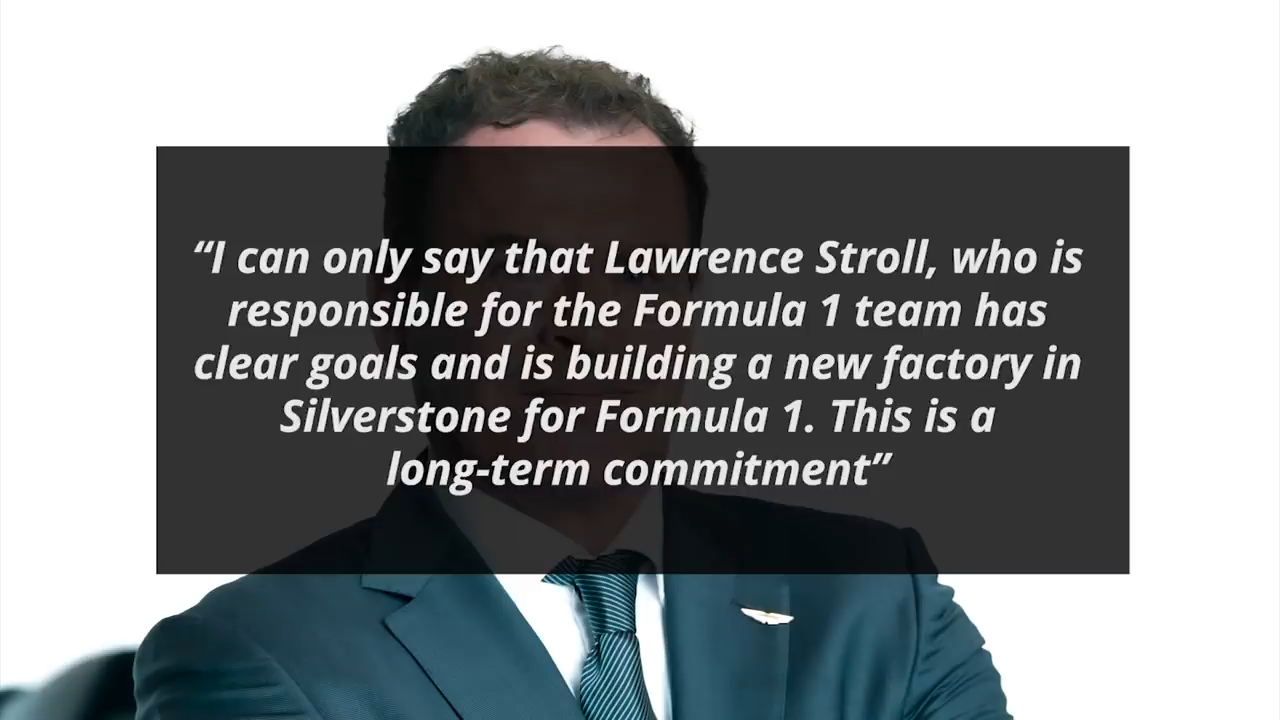 “I can only say that Lawrence Stroll, who is
responsible for the Formula 1 team has
clear goals and is building a new factory in
Silverstone for Formula 1. This is a
long-term commitment”